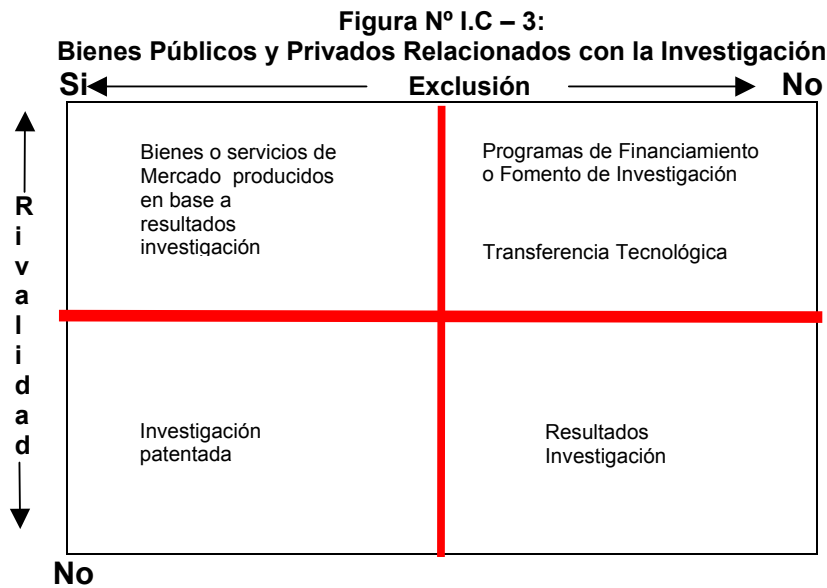 Figura Nº I.C – 3:
Bienes Públicos y Privados Relacionados con la Investigación
Si
Exclusión
No
Rivalidad
Bienes o servicios de
Mercado producidos
en base a
resultados
investigación
Programas de Financiamiento
o Fomento de Investigación
Transferencia Tecnológica
Investigación
patentada
Resultados
Investigación
No